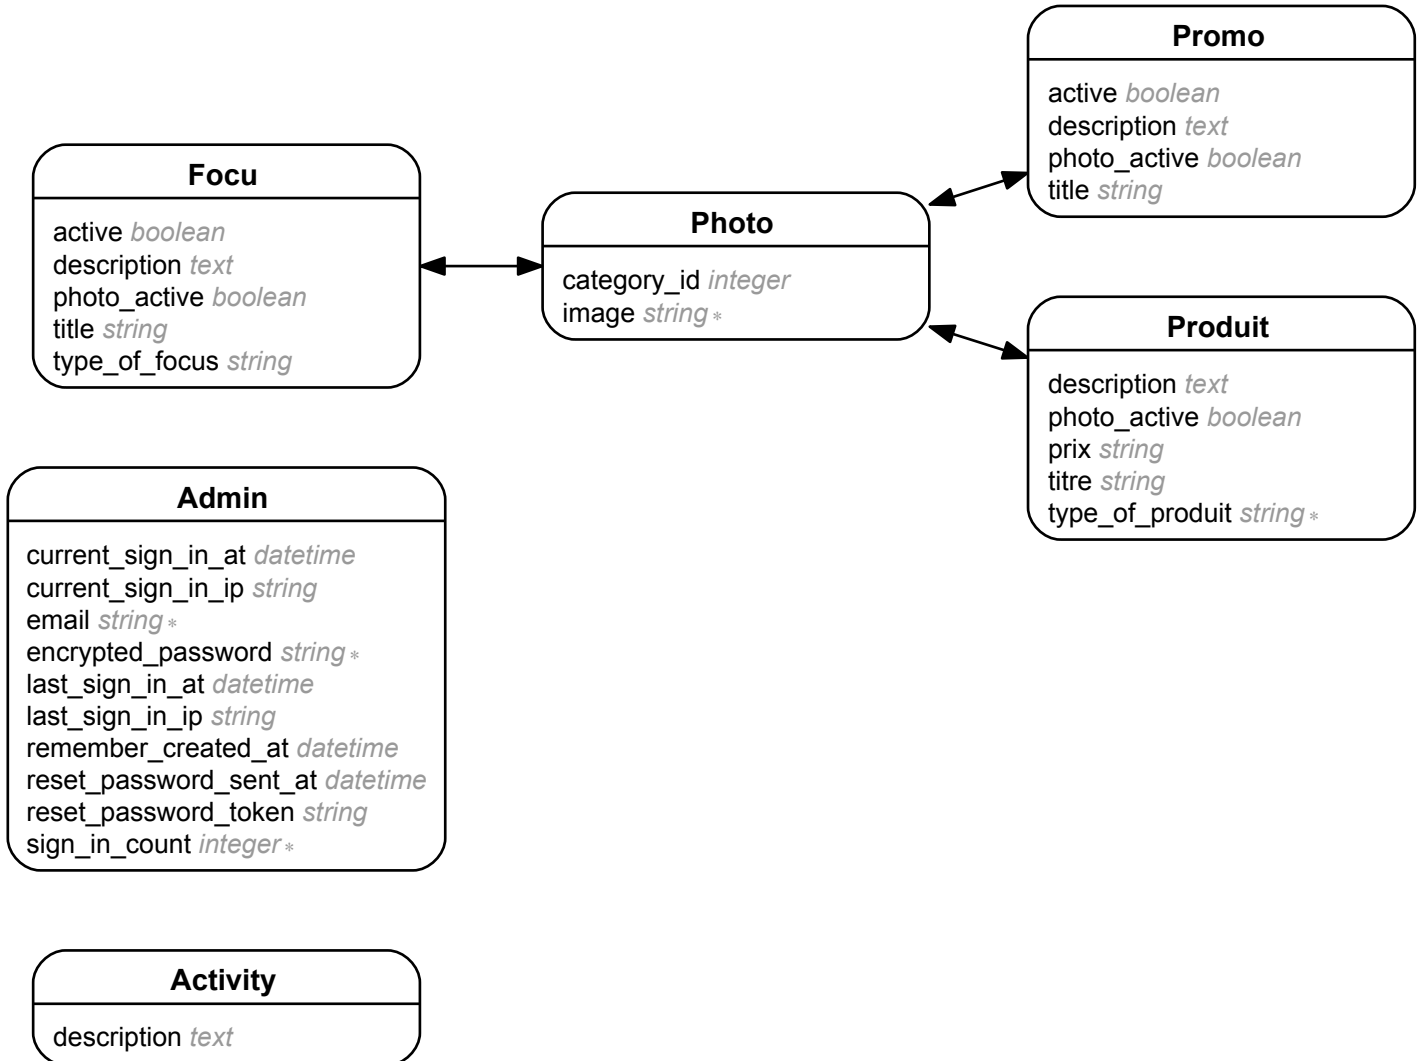 Focu
active boolean
description text
photo_active boolean
title string
type_of_focus string
Photo
category_id integer
image string *
Promo
active boolean
description text
photo_active boolean
title string
Produit
description text
photo_active boolean
prix string
titre string
type_of_produit string *
Admin
current_sign_in_at datetime
current_sign_in_ip string
email string *
encrypted_password string *
last_sign_in_at datetime
last_sign_in_ip string
remember_created_at datetime
reset_password_sent_at datetime
reset_password_token string
sign_in_count integer *
Activity
description text